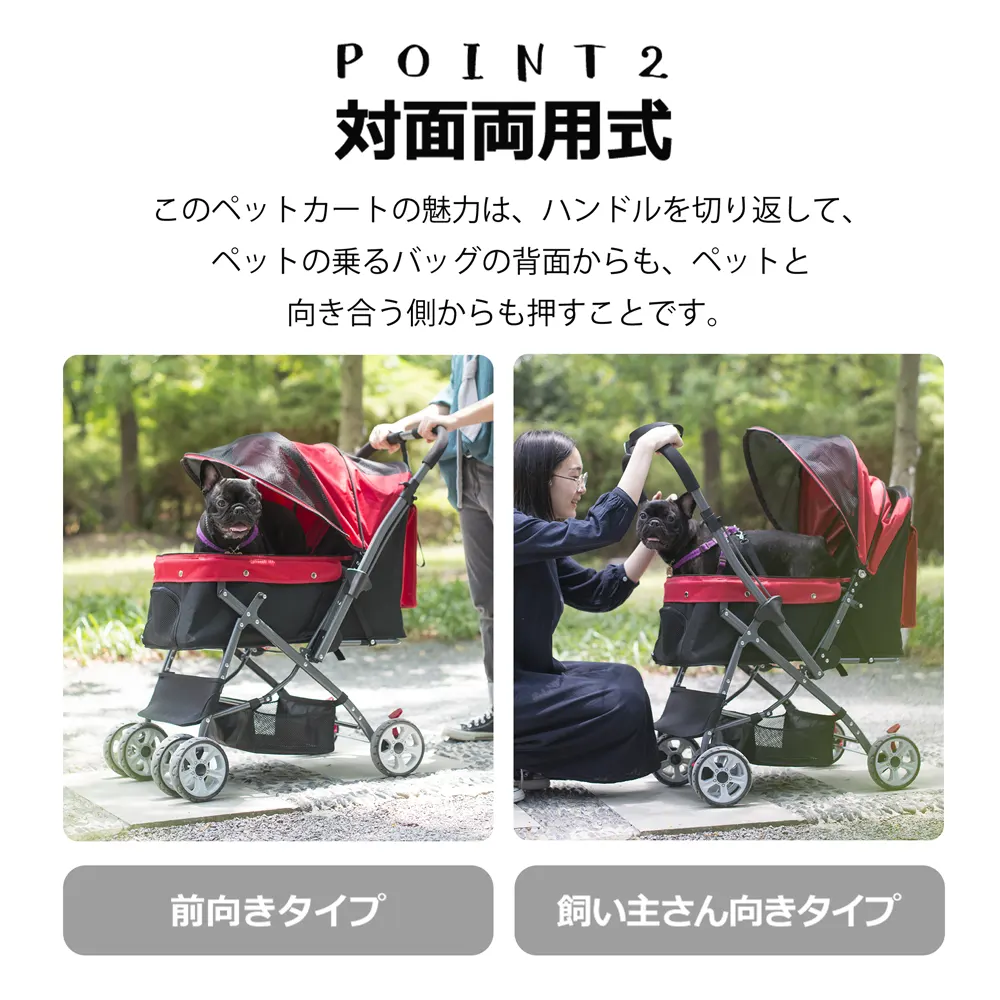 POINT2
対面両用式
このペットカートの魅力は、ハンドルを切り返して、
ペットの乗るバッグの背面からも、ペットと
向き合う側からも押すことです。
前向きタイプ
飼い主さん向きタイプ